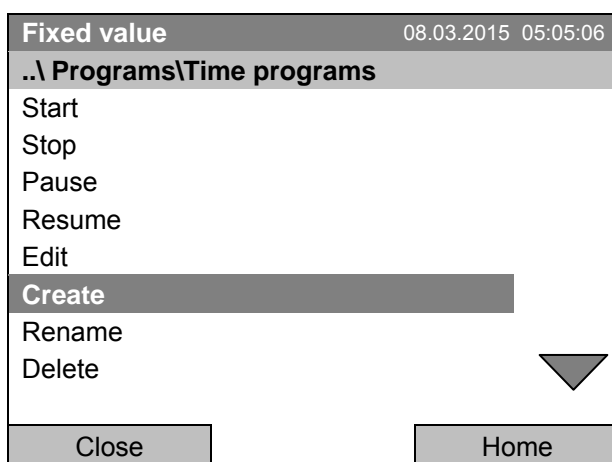 Fixed value 08.03.2015 05:05:06
..\ Programs\Time programs
Start
Stop
Pause
Resume
Edit
Create
Rename
Delete
Close Home